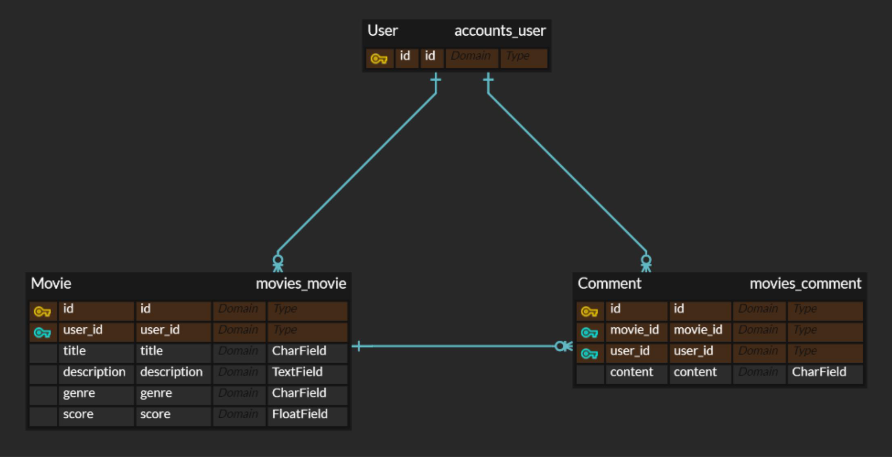 User accounts_user
id id Domain Type
Movie movies_movie
id id Domain Type
user_id user_id Domain Type
title title Domain CharField
description description Domain TextField
genre genre Domain CharField
score score Domain FloatField
Comment movies_comment
id id Domain Type
movie_id movie_id Domain Type
user_id user_id Domain Type
content content Domain CharField